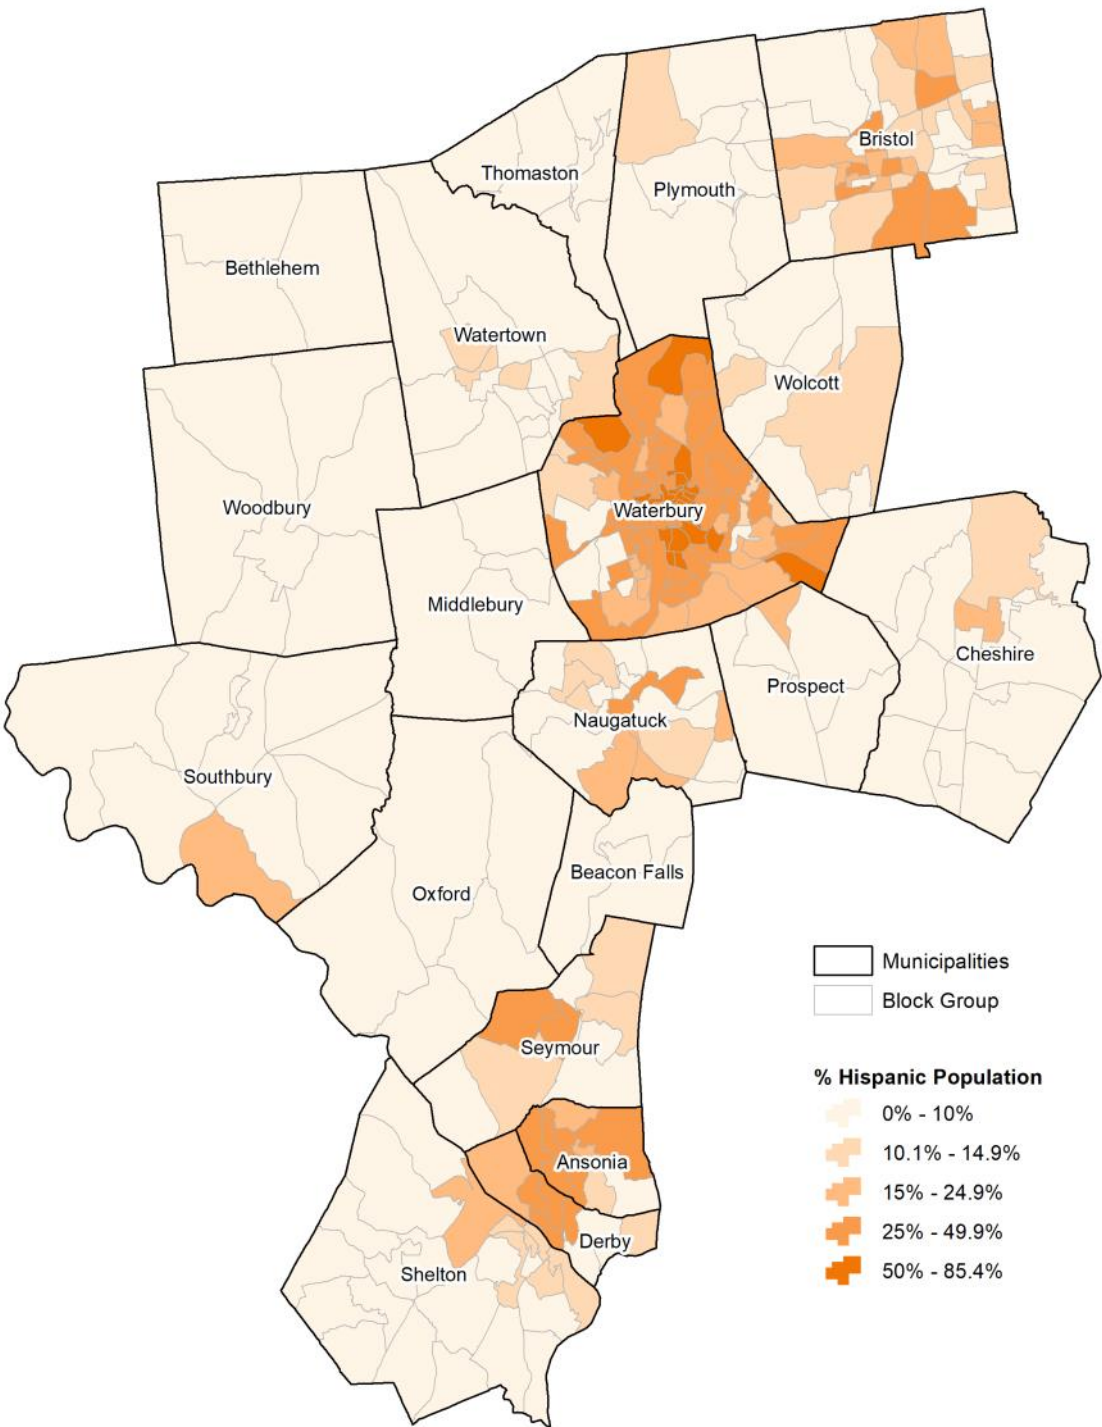 Bristol
Thomaston
Plymouth
Bethlehem
Watertown
Wolcott
Woodbury
Waterbury
Middlebury
Cheshire
Prospect
Naugatuck
Southbury
Beacon Falls
Oxford
Municipalities
Block Group
Seymour
% Hispanic Population
0% - 10%
10.1% - 14.9%
Ansonia
15% - 24.9%
25% - 49.9%
Derby
Shelton
50% - 85.4%